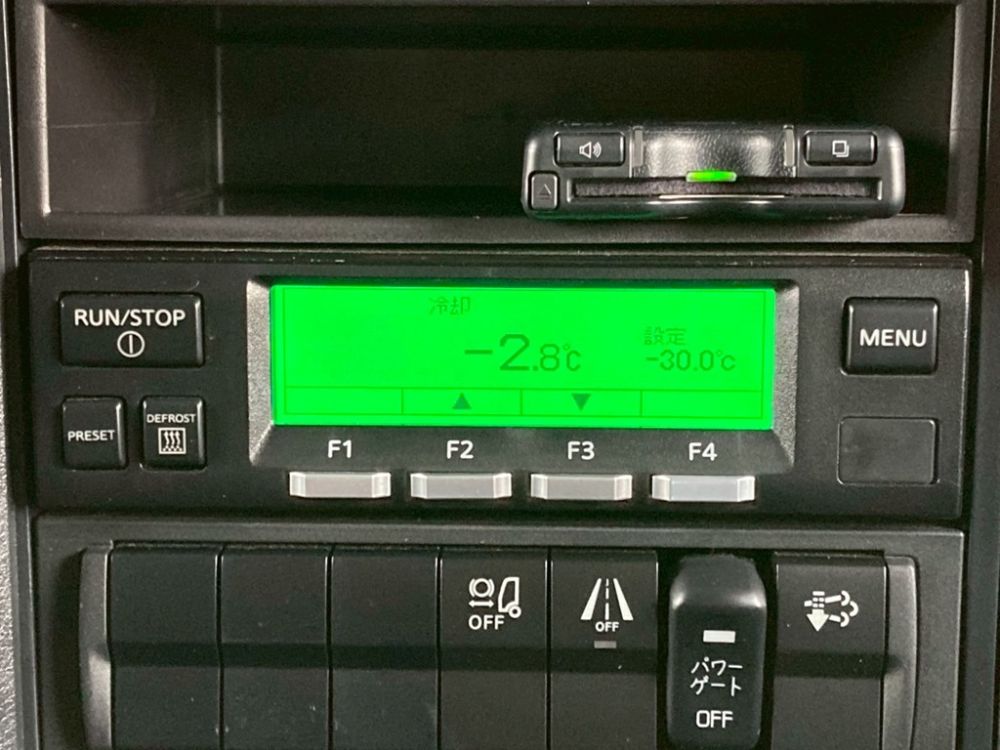 RUN/STOP
PRESET
DEFROST
冷却
-2.8℃
設定
-30.0℃
▲
▼
MENU
F1
F2
F3
F4
OFF
OFF
パワー
ゲート
OFF